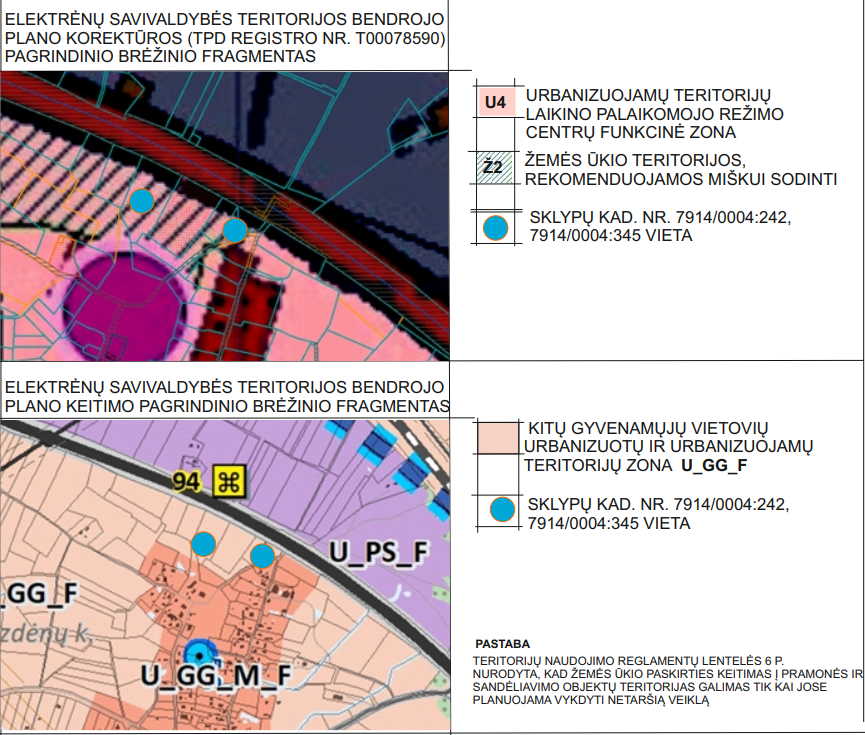 ELEKTRĖNŲ SAVIVALDYBĖS TERITORIJOS BENDROJO
PLANO KOREKTŪROS (TPD REGISTRO NR. T00078590)
PAGRINDINIO BRĖŽINIO FRAGMENTAS
U4
URBANIZUOJAMŲ TERITORIJŲ
LAIKINO PALAIKOMOJO REŽIMO
CENTRŲ FUNKCINĖ ZONA
Ž2
ŽEMĖS ŪKIO TERITORIJOS,
REKOMENDUOJAMOS MIŠKUI SODINTI
SKLYPŲ KAD. NR. 7914/0004:242,
7914/0004:345 VIETA
ELEKTRĖNŲ SAVIVALDYBĖS TERITORIJOS BENDROJO
PLANO KEITIMO PAGRINDINIO BRĖŽINIO FRAGMENTAS
94 ⌘
U_PS_F
_GG_F
zdėnų k.
U_GG_M_F
KITŲ GYVENAMŲJŲ VIETOVIŲ
URBANIZUOTŲ IR URBANIZUOJAMŲ
TERITORIJŲ ZONA U_GG_F
SKLYPŲ KAD. NR. 7914/0004:242,
7914/0004:345 VIETA
PASTABA
TERITORIJŲ NAUDOJIMO REGLAMENTŲ LENTELĖS 6 P.
NURODYTA, KAD ŽEMĖS ŪKIO PASKIRTIES KEITIMAS Į PRAMONĖS IR
SANDĖLIAVIMO OBJEKTŲ TERITORIJAS GALIMAS TIK KAI JOSE
PLANUOJAMA VYKDYTI NETARŠIĄ VEIKLĄ